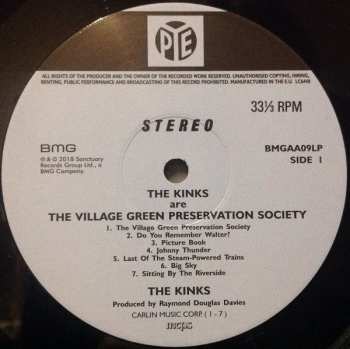 PYE
ALL RIGHTS OF THE PRODUCER AND THE OWNER OF THE RECORDED WORK RESERVED. UNAUTHORISED COPYING, HIRING,
RENTING, PUBLIC PERFORMANCE AND BROADCASTING OF THIS RECORD PROHIBITED. MANUFACTURED IN THE E.U. LC6448
33⅓ RPM
STEREO
BMG
BMGAA09LP
SIDE 1
℗ & © 2018 Sanctuary
Records Group Ltd., a
BMG Company
THE KINKS
are
THE VILLAGE GREEN PRESERVATION SOCIETY
1. The Village Green Preservation Society
2. Do You Remember Walter?
3. Picture Book
4. Johnny Thunder
5. Last Of The Steam-Powered Trains
6. Big Sky
7. Sitting By The Riverside
THE KINKS
Produced by Raymond Douglas Davies
CARLIN MUSIC CORP. ( 1 - 7 )
mcps